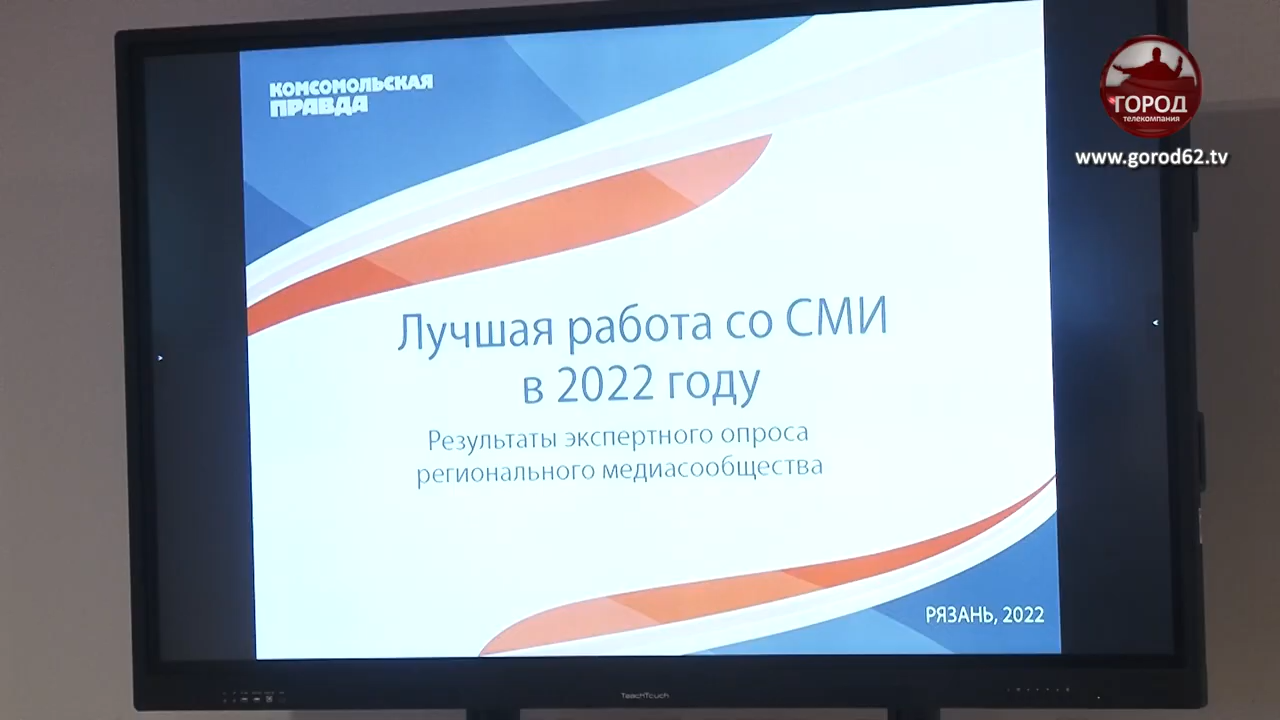 КОМСОМОЛЬСКАЯ
ПРАВДА
ГОРОД
телекомпания
www.gorod62.tv
Лучшая работа со СМИ
в 2022 году
Результаты экспертного опроса
регионального медиасообщества
РЯЗАНЬ, 2022
TeachTouch